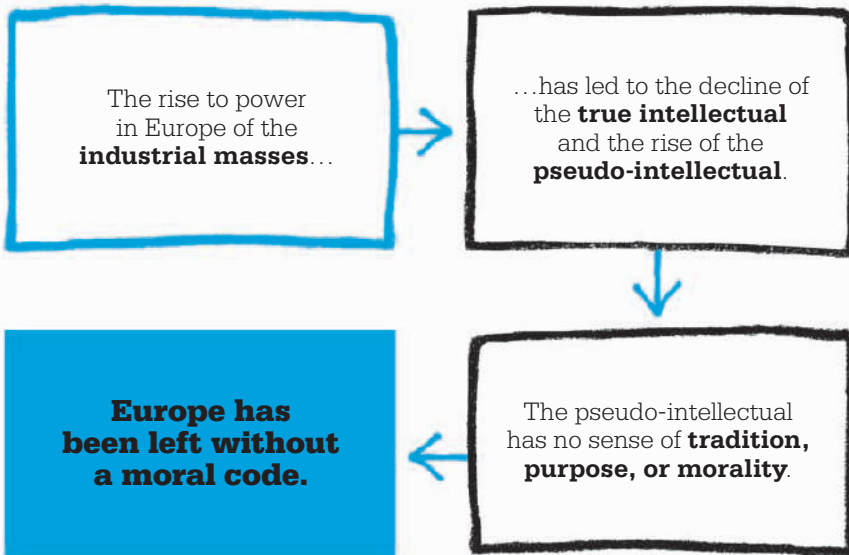 The rise to power
in Europe of the
industrial masses…
…has led to the decline of
the true intellectual
and the rise of the
pseudo-intellectual.
The pseudo-intellectual
has no sense of tradition,
purpose, or morality.
Europe has
been left without
a moral code.